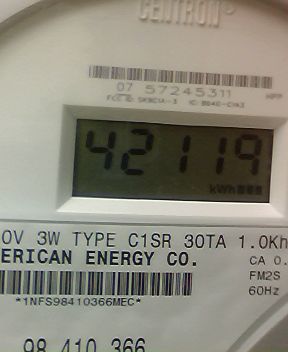 CENTRON
07 57245311
42119
kWh
0V 3W TYPE C1SR 30TA 1.0Kh
ERICAN ENERGY CO.
CA 0.
FM2S
*1NFS98410366MEC*
60Hz
98 410 366